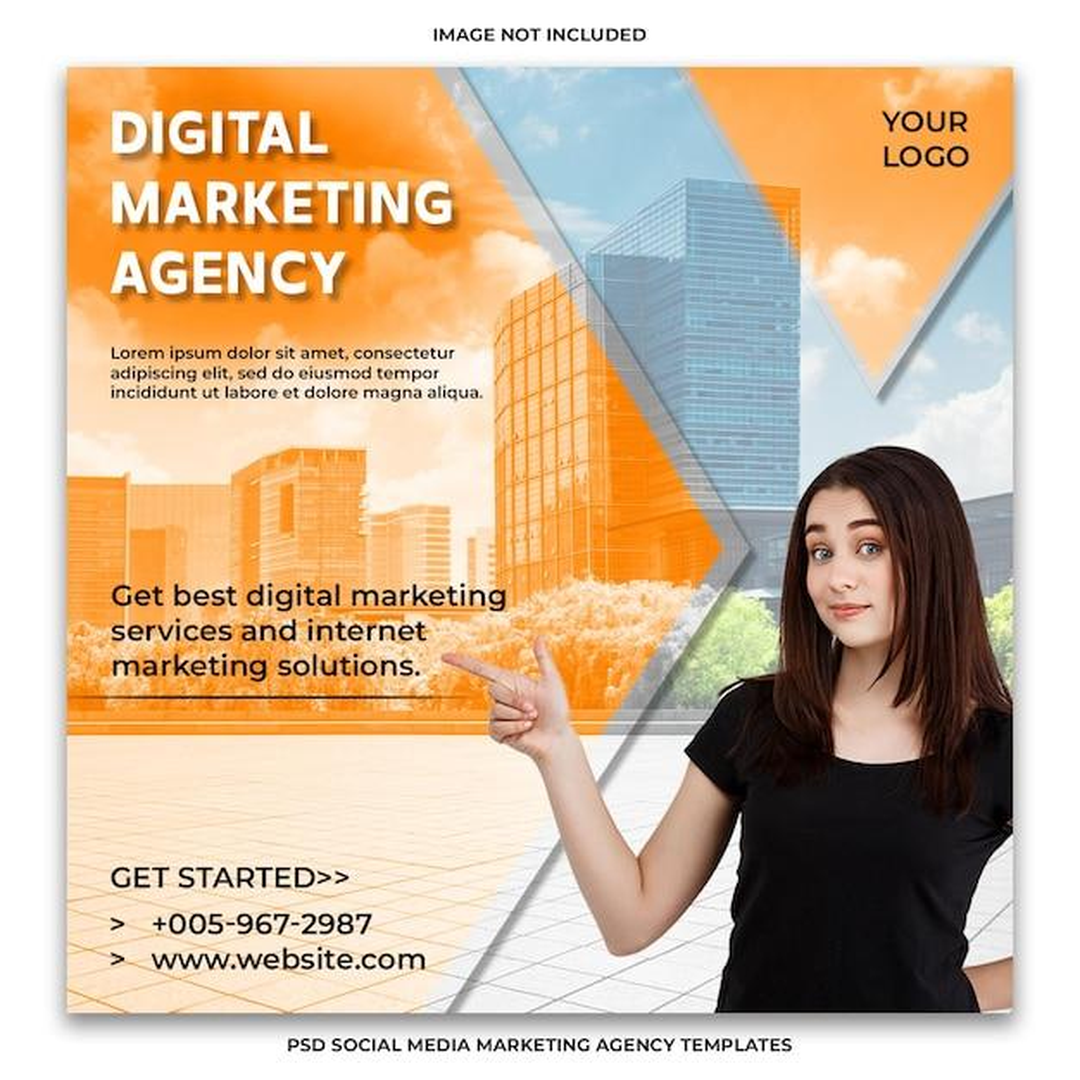 IMAGE NOT INCLUDED
DIGITAL
MARKETING
AGENCY
YOUR
LOGO
Lorem ipsum dolor sit amet, consectetur
adipiscing elit, sed do eiusmod tempor
incididunt ut labore et dolore magna aliqua.
Get best digital marketing
services and internet
marketing solutions.
GET STARTED>>
> +005-967-2987
> www.website.com
PSD SOCIAL MEDIA MARKETING AGENCY TEMPLATES